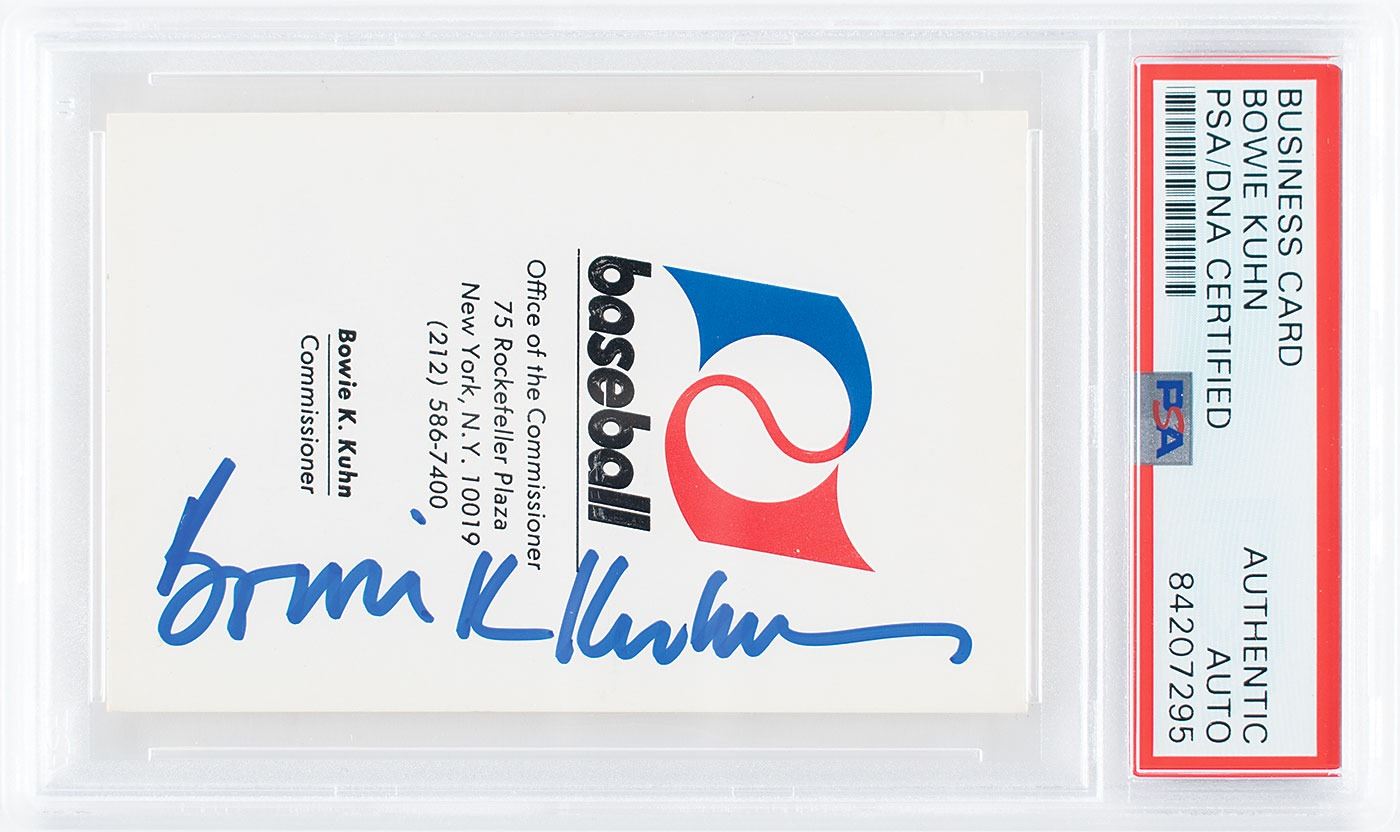 BUSINESS CARD
BOWIE KUHN
PSA/DNA CERTIFIED
AUTHENTIC
AUTO
84207295
PSA
baseball
Office of the Commissioner
75 Rockefeller Plaza
New York, N.Y. 10019
(212) 586-7400
Bowie K. Kuhn
Commissioner
Bowie K Kuhn